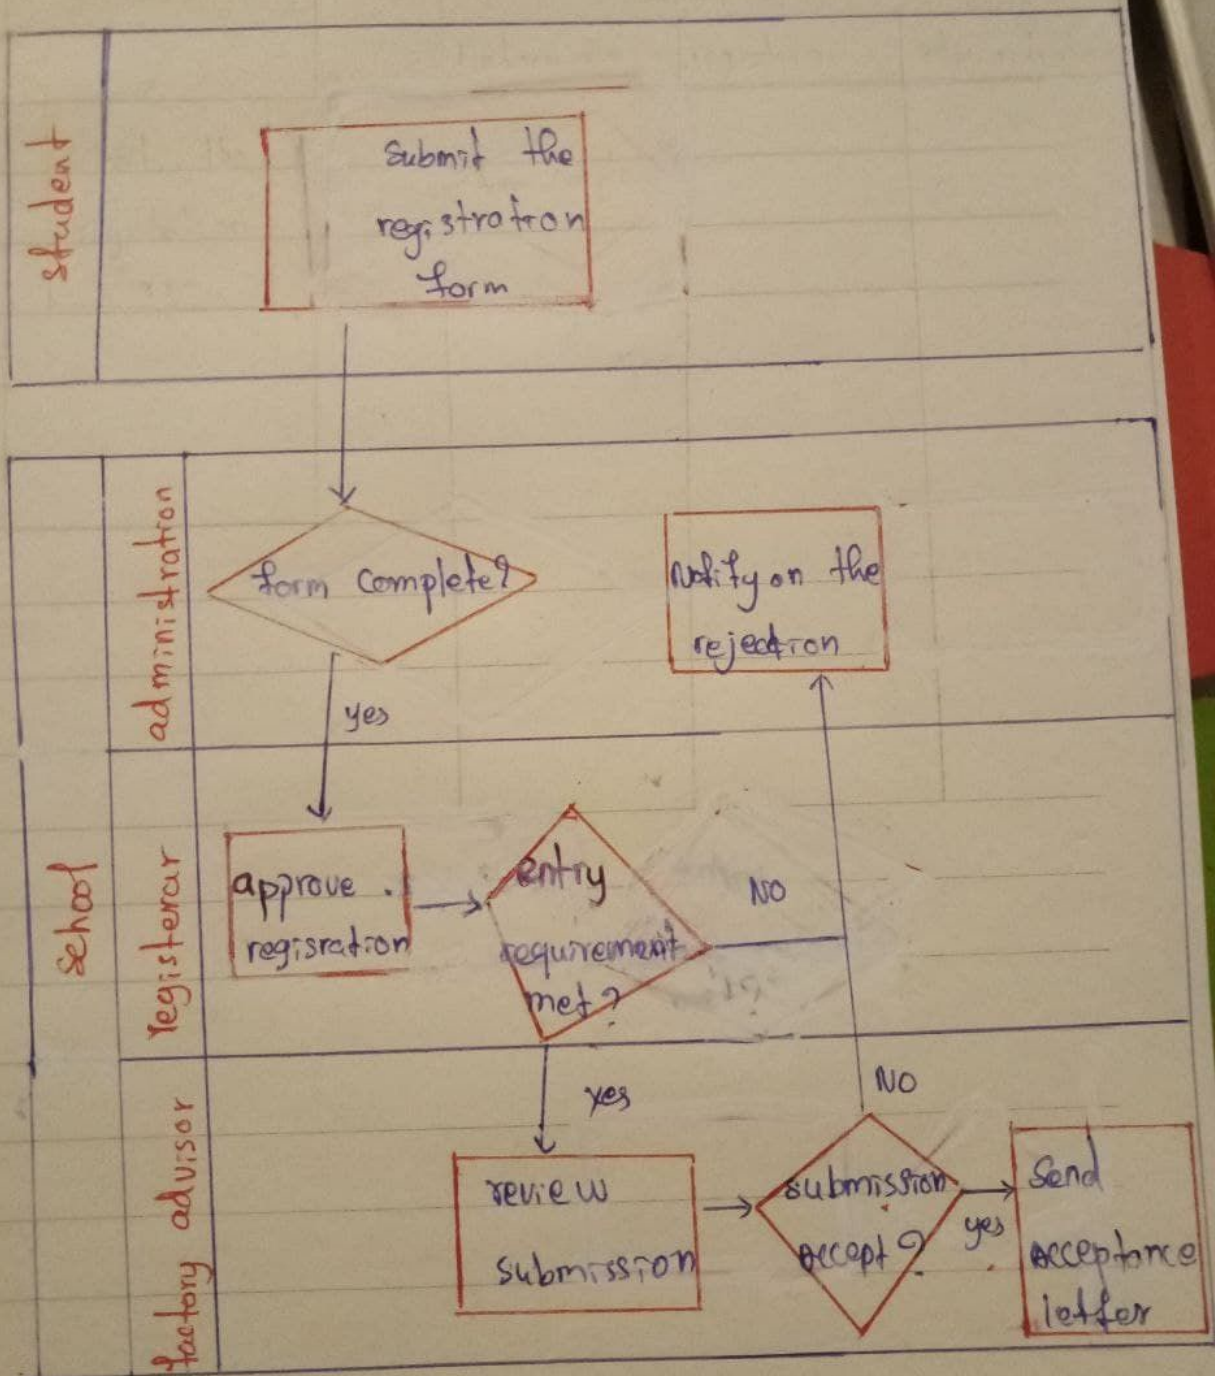 student
Submit the
registration
form
School
administration
form complete?
Notify on the
rejection
yes
registerar
approve
regisration
entry
requirement
met?
NO
yes
factory advisor
review
submission
submission
accept?
NO
yes
Send
acceptance
letter